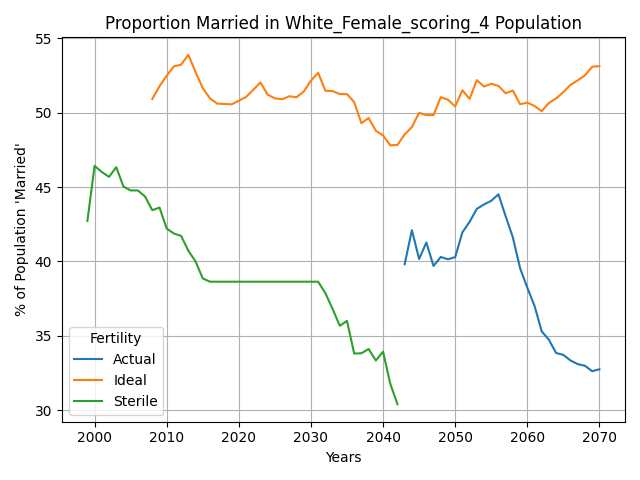 Proportion Married in White_Female_scoring_4 Population
% of Population 'Married'
55
50
45
40
35
30
Fertility
Actual
Ideal
Sterile
2000 2010 2020 2030 2040 2050 2060 2070
Years